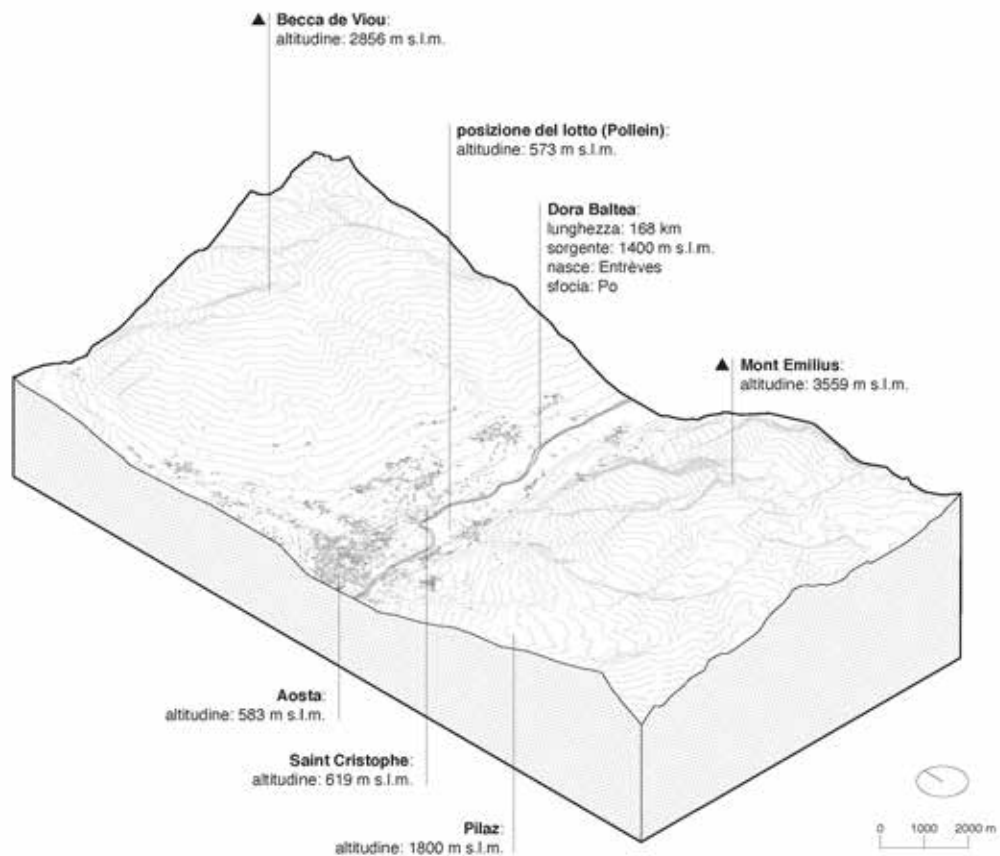 ▲ Becca de Viou:
altitudine: 2856 m s.l.m.
posizione del lotto (Pollein):
altitudine: 573 m s.l.m.
Dora Baltea:
lunghezza: 168 km
sorgente: 1400 m s.l.m.
nasce: Entrèves
sfocia: Po
▲ Mont Emilius:
altitudine: 3559 m s.l.m.
Aosta:
altitudine: 583 m s.l.m.
Saint Cristophe:
altitudine: 619 m s.l.m.
Pilaz:
altitudine: 1800 m s.l.m.
0 1000 2000 m